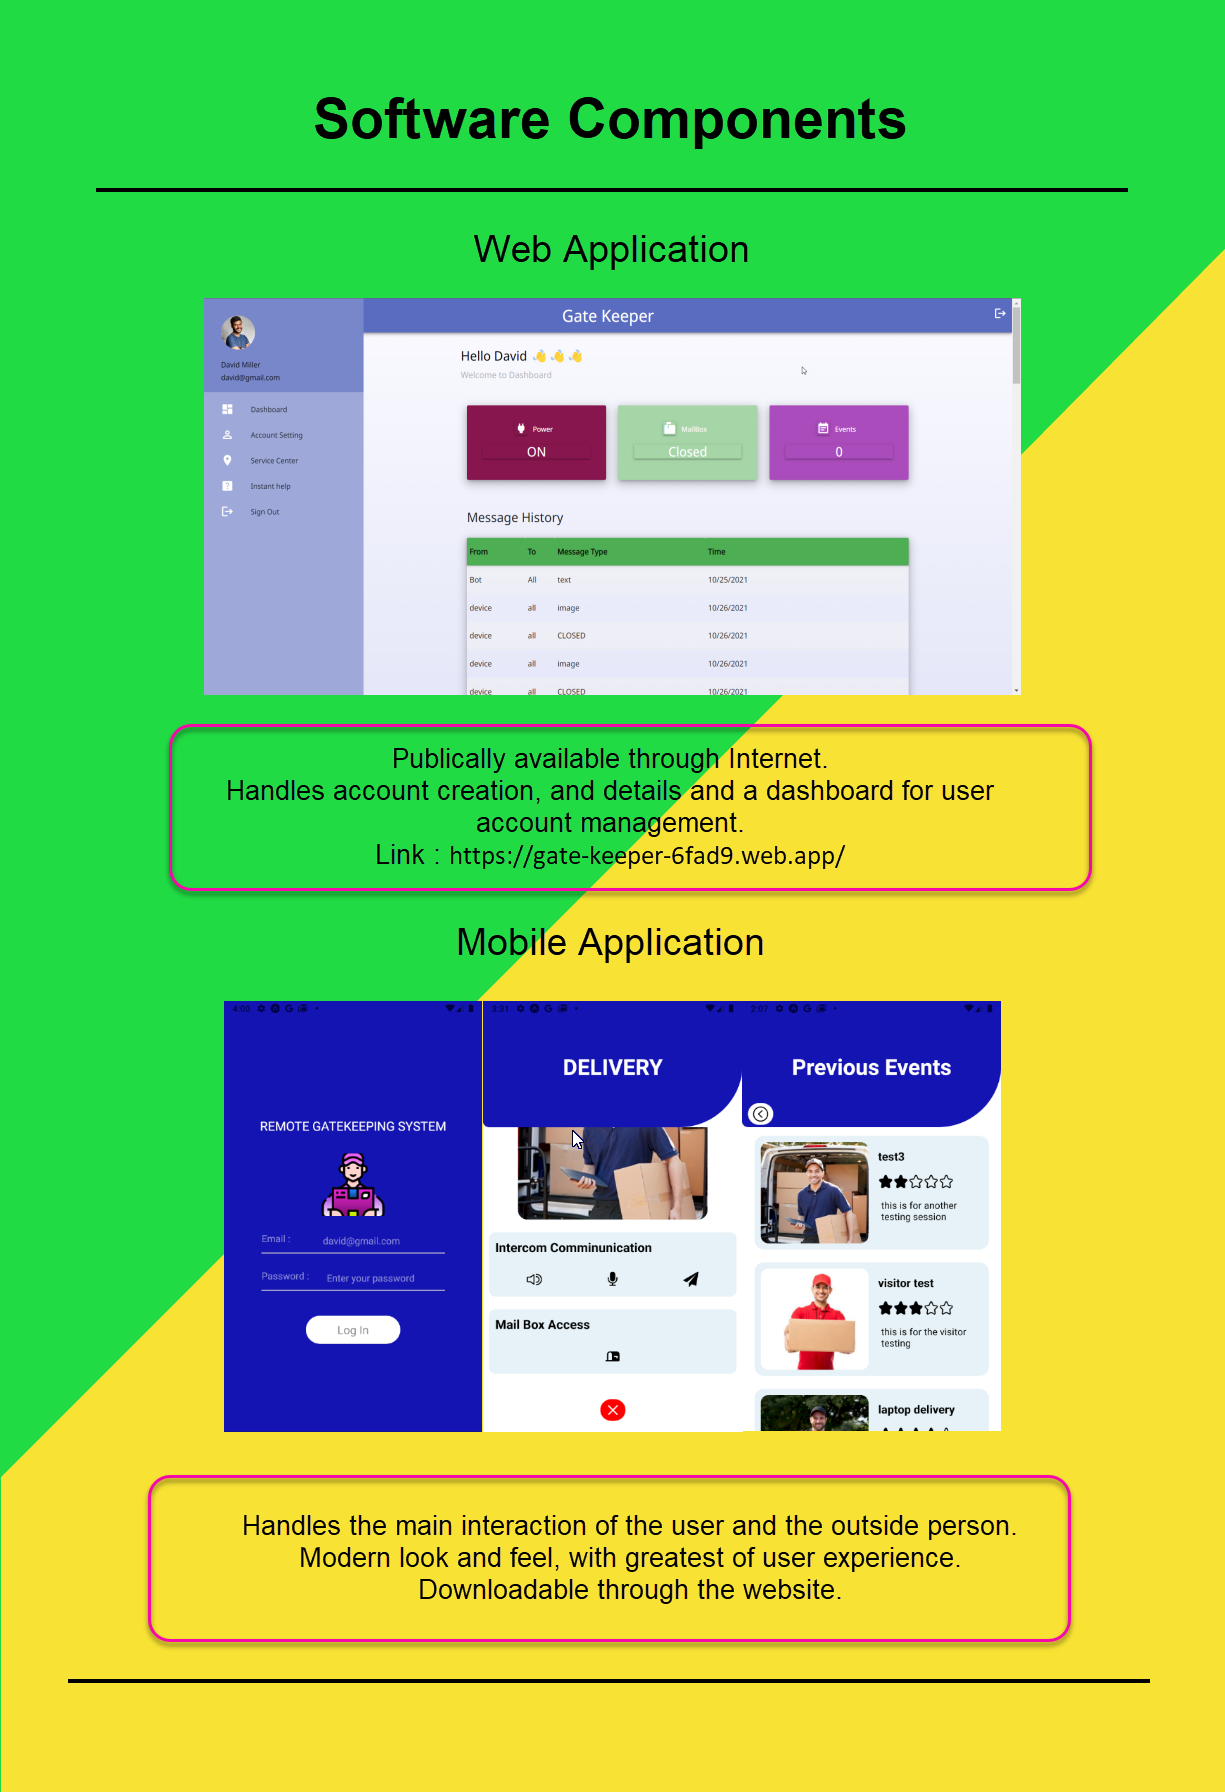 Software Components
Web Application
Gate Keeper
David Miller
david@gmail.com
Hello David 👋👋👋
Welcome to Dashboard
Dashboard
Account Setting
Service Center
Instant help
Sign Out
Power
ON
MailBox
Closed
Events
0
Message History
From To Message Type Time
Bot All text 10/25/2021
device all image 10/26/2021
device all CLOSED 10/26/2021
device all image 10/26/2021
device all CLOSED 10/26/2021
Publically available through Internet.
Handles account creation, and details and a dashboard for user
account management.
Link : https://gate-keeper-6fad9.web.app/
Mobile Application
4:00
REMOTE GATEKEEPING SYSTEM
Email : david@gmail.com
Password : Enter your password
Log In
3:31
DELIVERY
Intercom Comminunication
Mail Box Access
2:07
Previous Events
test3
this is for another
testing session
visitor test
this is for the visitor
testing
laptop delivery
Handles the main interaction of the user and the outside person.
Modern look and feel, with greatest of user experience.
Downloadable through the website.